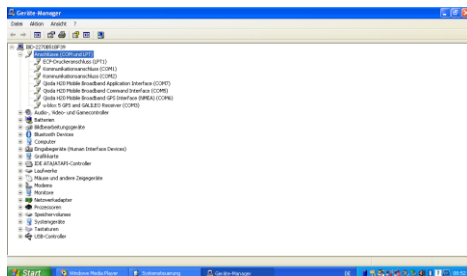 Geräte-Manager
Datei Aktion Ansicht ?
Anschlüsse (COM und LPT)
ECP-Druckeranschluss (LPT1)
Kommunikationsanschluss (COM1)
Kommunikationsanschluss (COM2)
Qioda H20 Mobile Broadband Application Interface (COM7)
Qioda H20 Mobile Broadband Command Interface (COM5)
Qioda H20 Mobile Broadband GPS Interface (NMEA) (COM6)
u-blox 5 GPS and GALILEO Receiver (COM3)
Audio-, Video- und Gamecontroller
Batterien
Bildbearbeitungsgeräte
Bluetooth Devices
Computer
Eingabegeräte (Human Interface Devices)
Grafikkarte
IDE ATA/ATAPI-Controller
Laufwerke
Mäuse und andere Zeigegeräte
Modems
Monitore
Netzwerkadapter
Prozessoren
Speichervolumes
Systemgeräte
Tastaturen
USB-Controller
Start Windows Media Player Systemsteuerung Geräte-Manager DE